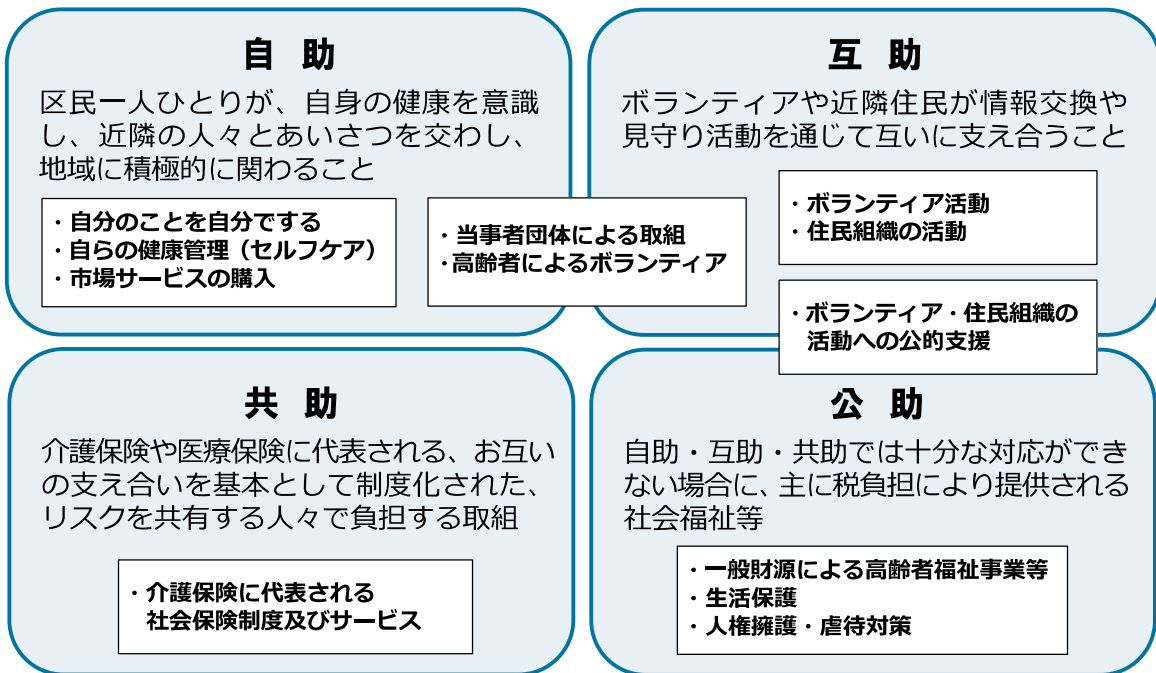 自 助
区民一人ひとりが、自身の健康を意識
し、近隣の人々とあいさつを交わし、
地域に積極的に関わること
・自分のことを自分でする
・自らの健康管理（セルフケア）
・市場サービスの購入
・当事者団体による取組
・高齢者によるボランティア
互 助
ボランティアや近隣住民が情報交換や
見守り活動を通じて互いに支え合うこと
・ボランティア活動
・住民組織の活動
・ボランティア・住民組織の
活動への公的支援
共 助
介護保険や医療保険に代表される、お互い
の支え合いを基本として制度化された、
リスクを共有する人々で負担する取組
・介護保険に代表される
社会保険制度及びサービス
公 助
自助・互助・共助では十分な対応ができ
ない場合に、主に税負担により提供される
社会福祉等
・一般財源による高齢者福祉事業等
・生活保護
・人権擁護・虐待対策